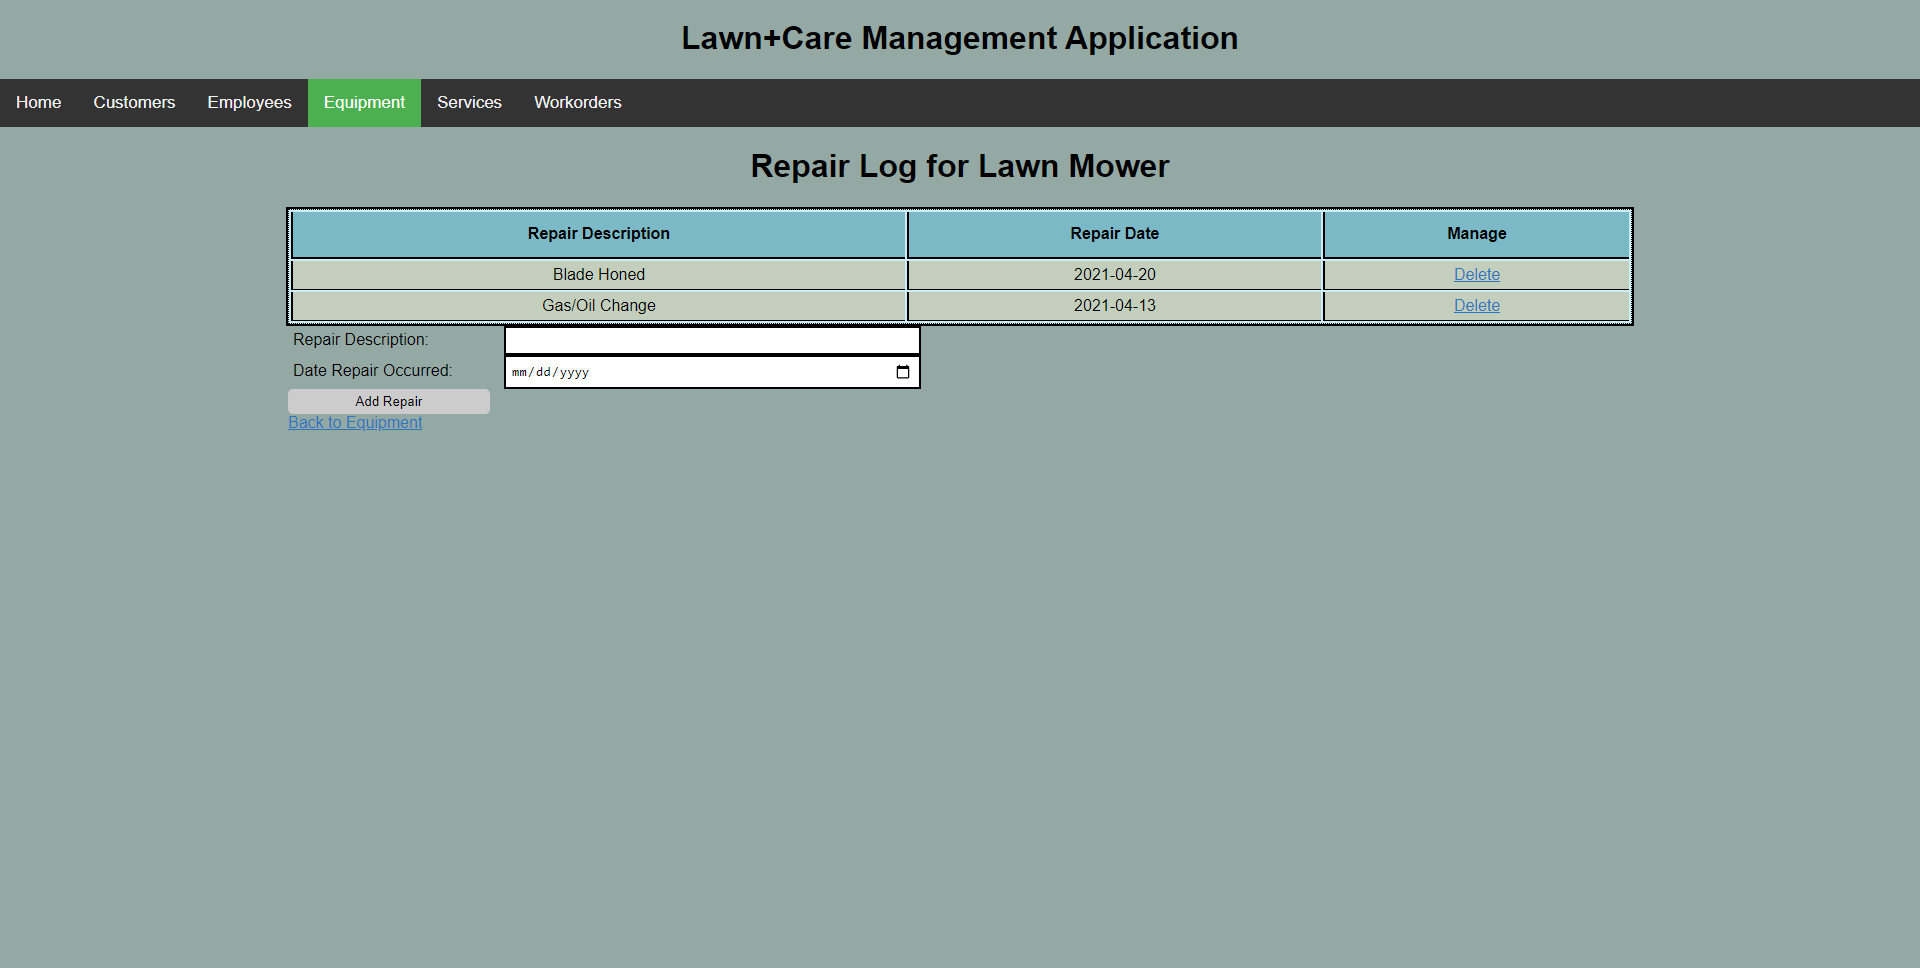 Lawn+Care Management Application
Home Customers Employees Equipment Services Workorders
Repair Log for Lawn Mower
Repair Description Repair Date Manage
Blade Honed 2021-04-20 Delete
Gas/Oil Change 2021-04-13 Delete
Repair Description:
Date Repair Occurred: mm/dd/yyyy
Add Repair
Back to Equipment